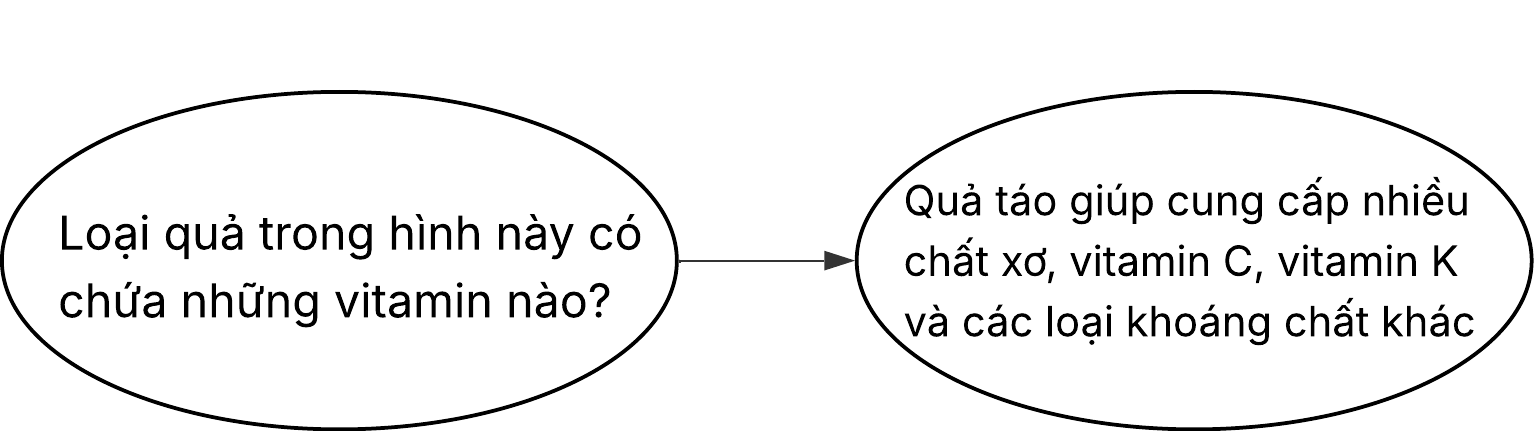 Loại quả trong hình này có
chứa những vitamin nào?
Quả táo giúp cung cấp nhiều
chất xơ, vitamin C, vitamin K
và các loại khoáng chất khác